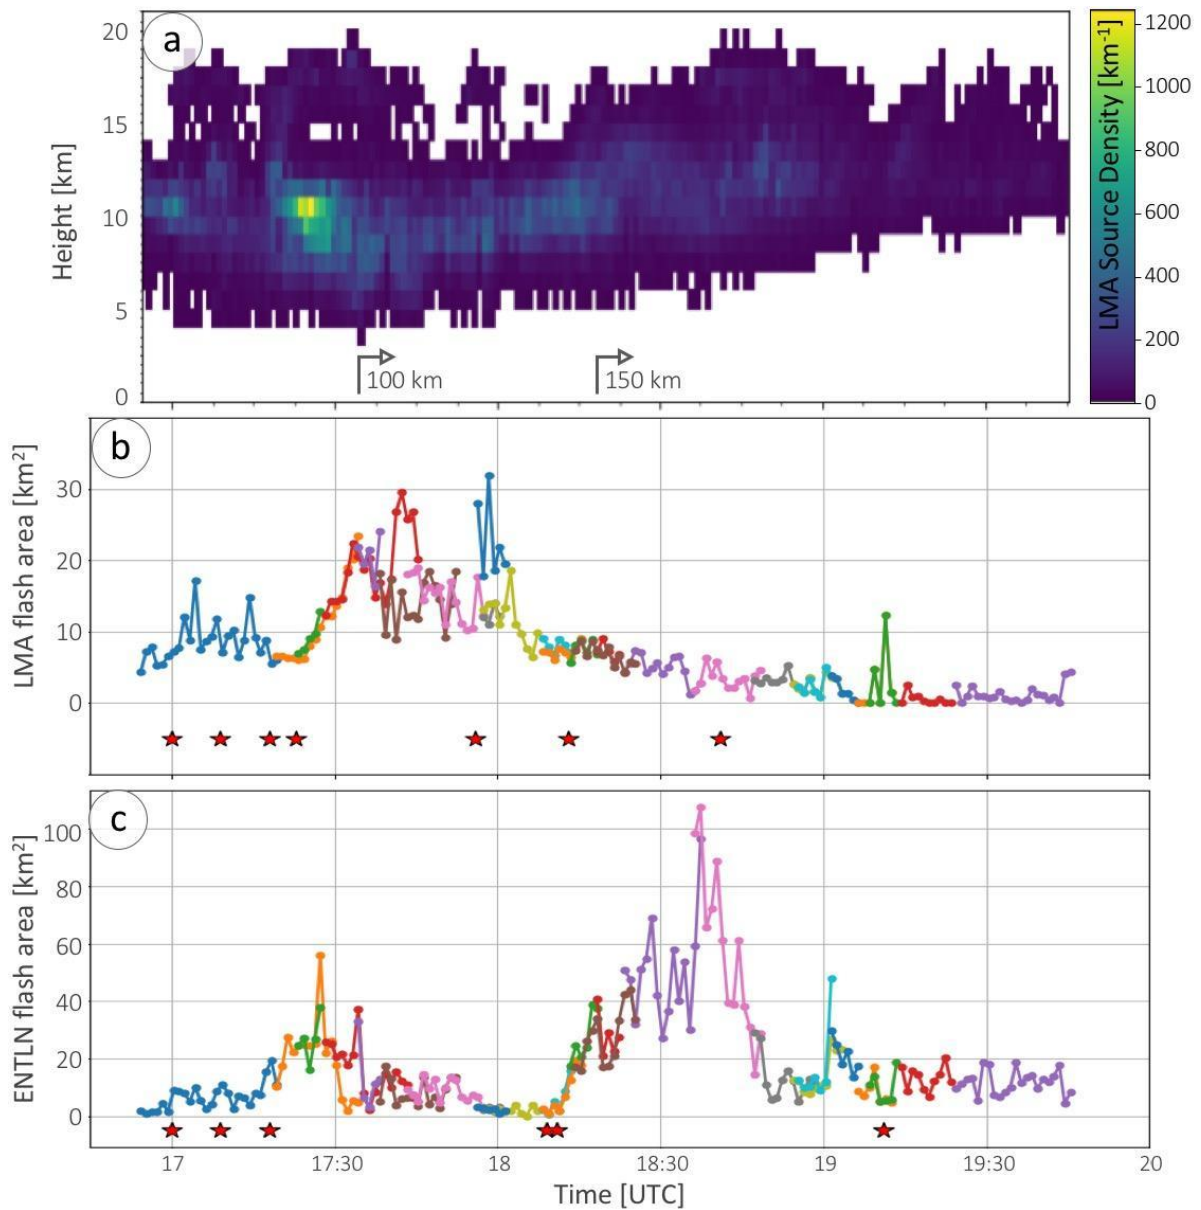 a
20
15
10
5
0
Height [km]
100 km
150 km
1200
1000
800
600
400
200
0
LMA Source Density [km⁻¹]
b
30
20
10
0
LMA flash area [km²]
c
100
80
60
40
20
0
ENTLN flash area [km²]
17 17:30 18 18:30 19 19:30 20
Time [UTC]